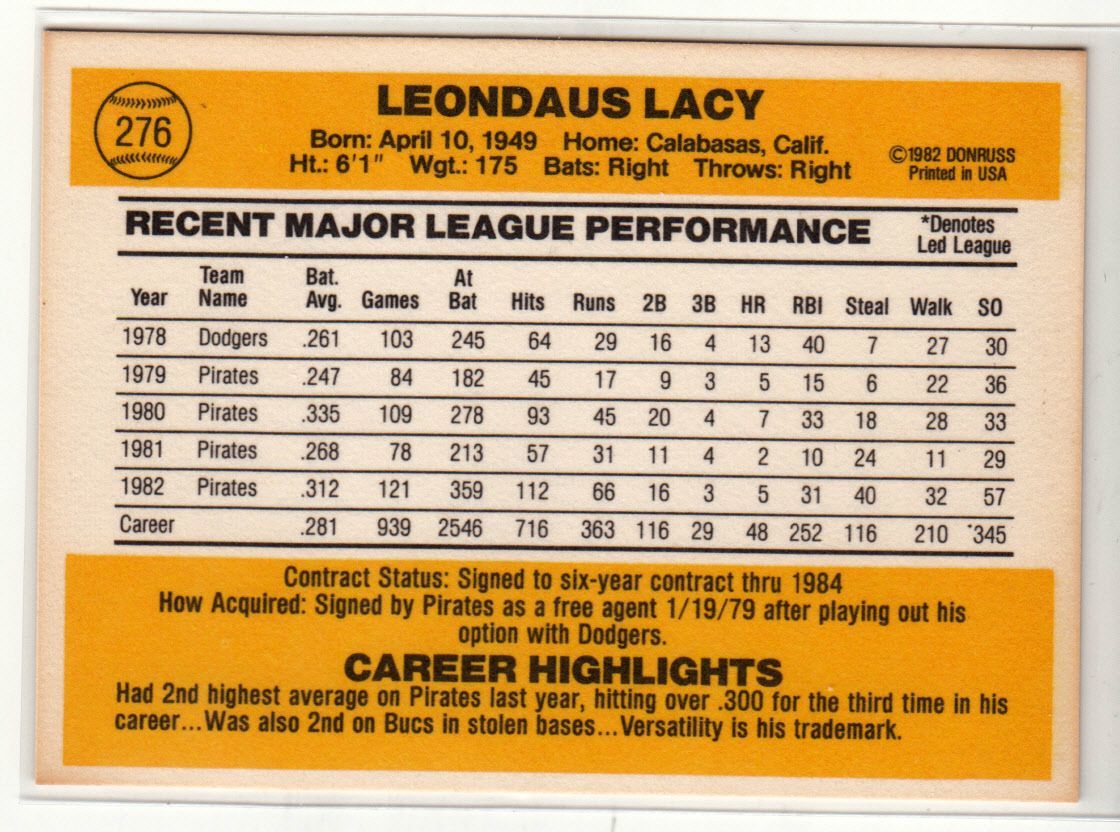 276
LEONDAUS LACY
Born: April 10, 1949 Home: Calabasas, Calif.
Ht.: 6'1" Wgt.: 175 Bats: Right Throws: Right
©1982 DONRUSS
Printed in USA
RECENT MAJOR LEAGUE PERFORMANCE
*Denotes
Led League
Year Team Name Bat. Avg. Games At Bat Hits Runs 2B 3B HR RBI Steal Walk SO
1978 Dodgers .261 103 245 64 29 16 4 13 40 7 27 30
1979 Pirates .247 84 182 45 17 9 3 5 15 6 22 36
1980 Pirates .335 109 278 93 45 20 4 7 33 18 28 33
1981 Pirates .268 78 213 57 31 11 4 2 10 24 11 29
1982 Pirates .312 121 359 112 66 16 3 5 31 40 32 57
Career .281 939 2546 716 363 116 29 48 252 116 210 345
Contract Status: Signed to six-year contract thru 1984
How Acquired: Signed by Pirates as a free agent 1/19/79 after playing out his
option with Dodgers.
CAREER HIGHLIGHTS
Had 2nd highest average on Pirates last year, hitting over .300 for the third time in his
career...Was also 2nd on Bucs in stolen bases...Versatility is his trademark.